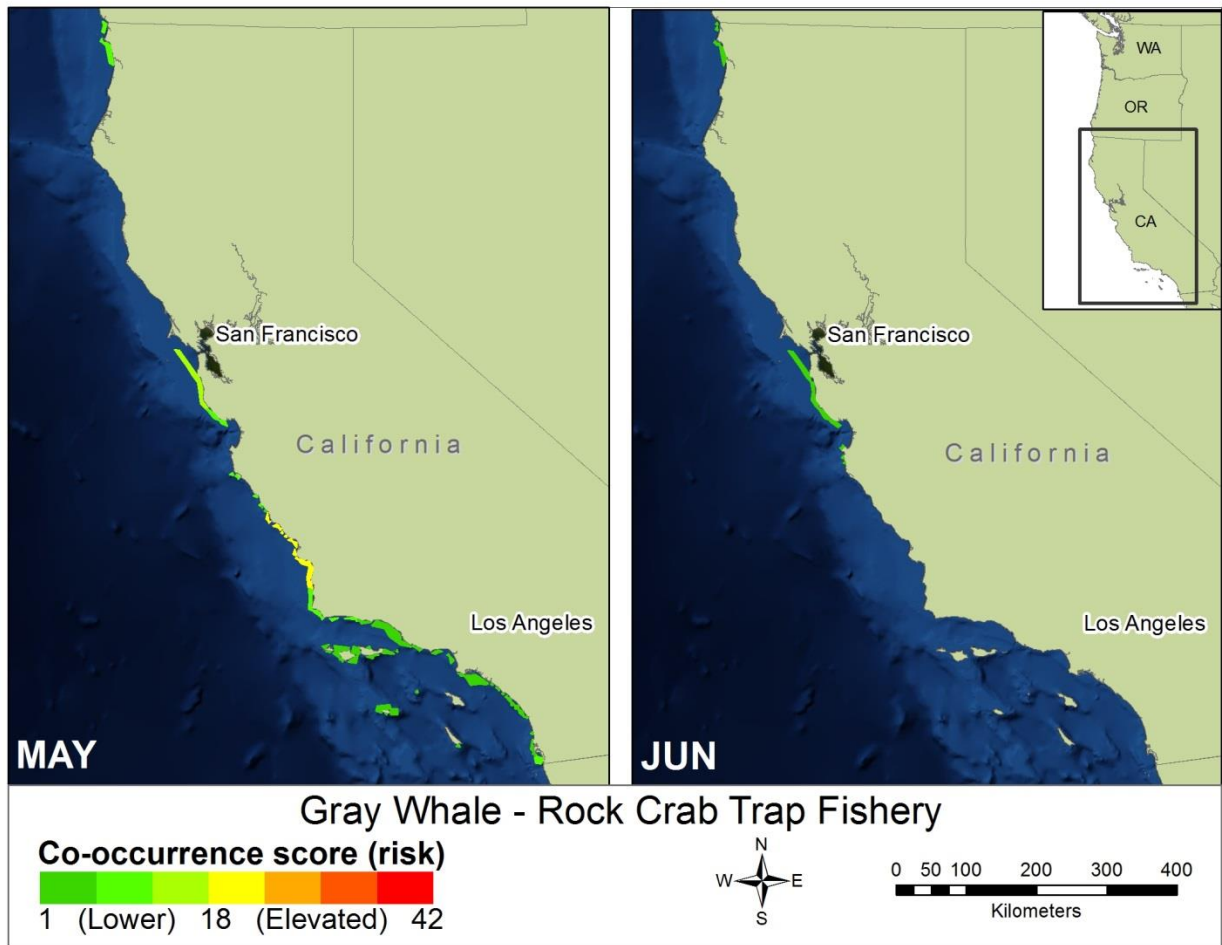 San Francisco
California
Los Angeles
MAY
WA
OR
CA
San Francisco
California
Los Angeles
JUN
Gray Whale - Rock Crab Trap Fishery
Co-occurrence score (risk)
1 (Lower) 18 (Elevated) 42
N
W E
S
0 50 100 200 300 400
Kilometers